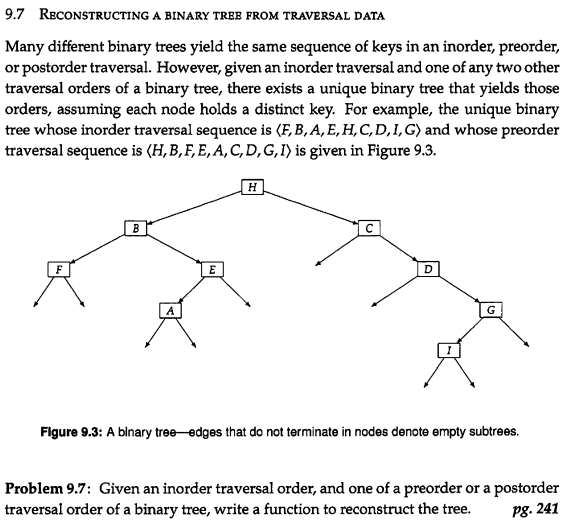 9.7 RECONSTRUCTING A BINARY TREE FROM TRAVERSAL DATA
Many different binary trees yield the same sequence of keys in an inorder, preorder,
or postorder traversal. However, given an inorder traversal and one of any two other
traversal orders of a binary tree, there exists a unique binary tree that yields those
orders, assuming each node holds a distinct key. For example, the unique binary
tree whose inorder traversal sequence is ⟨F, B, A, E, H, C, D, I, G⟩ and whose preorder
traversal sequence is ⟨H, B, F, E, A, C, D, G, I⟩ is given in Figure 9.3.
H
B C
F E D
A G
I
Figure 9.3: A binary tree—edges that do not terminate in nodes denote empty subtrees.
Problem 9.7: Given an inorder traversal order, and one of a preorder or a postorder
traversal order of a binary tree, write a function to reconstruct the tree. pg. 241